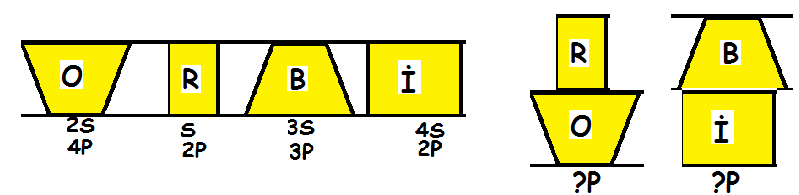 O R B İ
2S S 3S 4S
4P 2P 3P 2P
R B
O İ
?P ?P